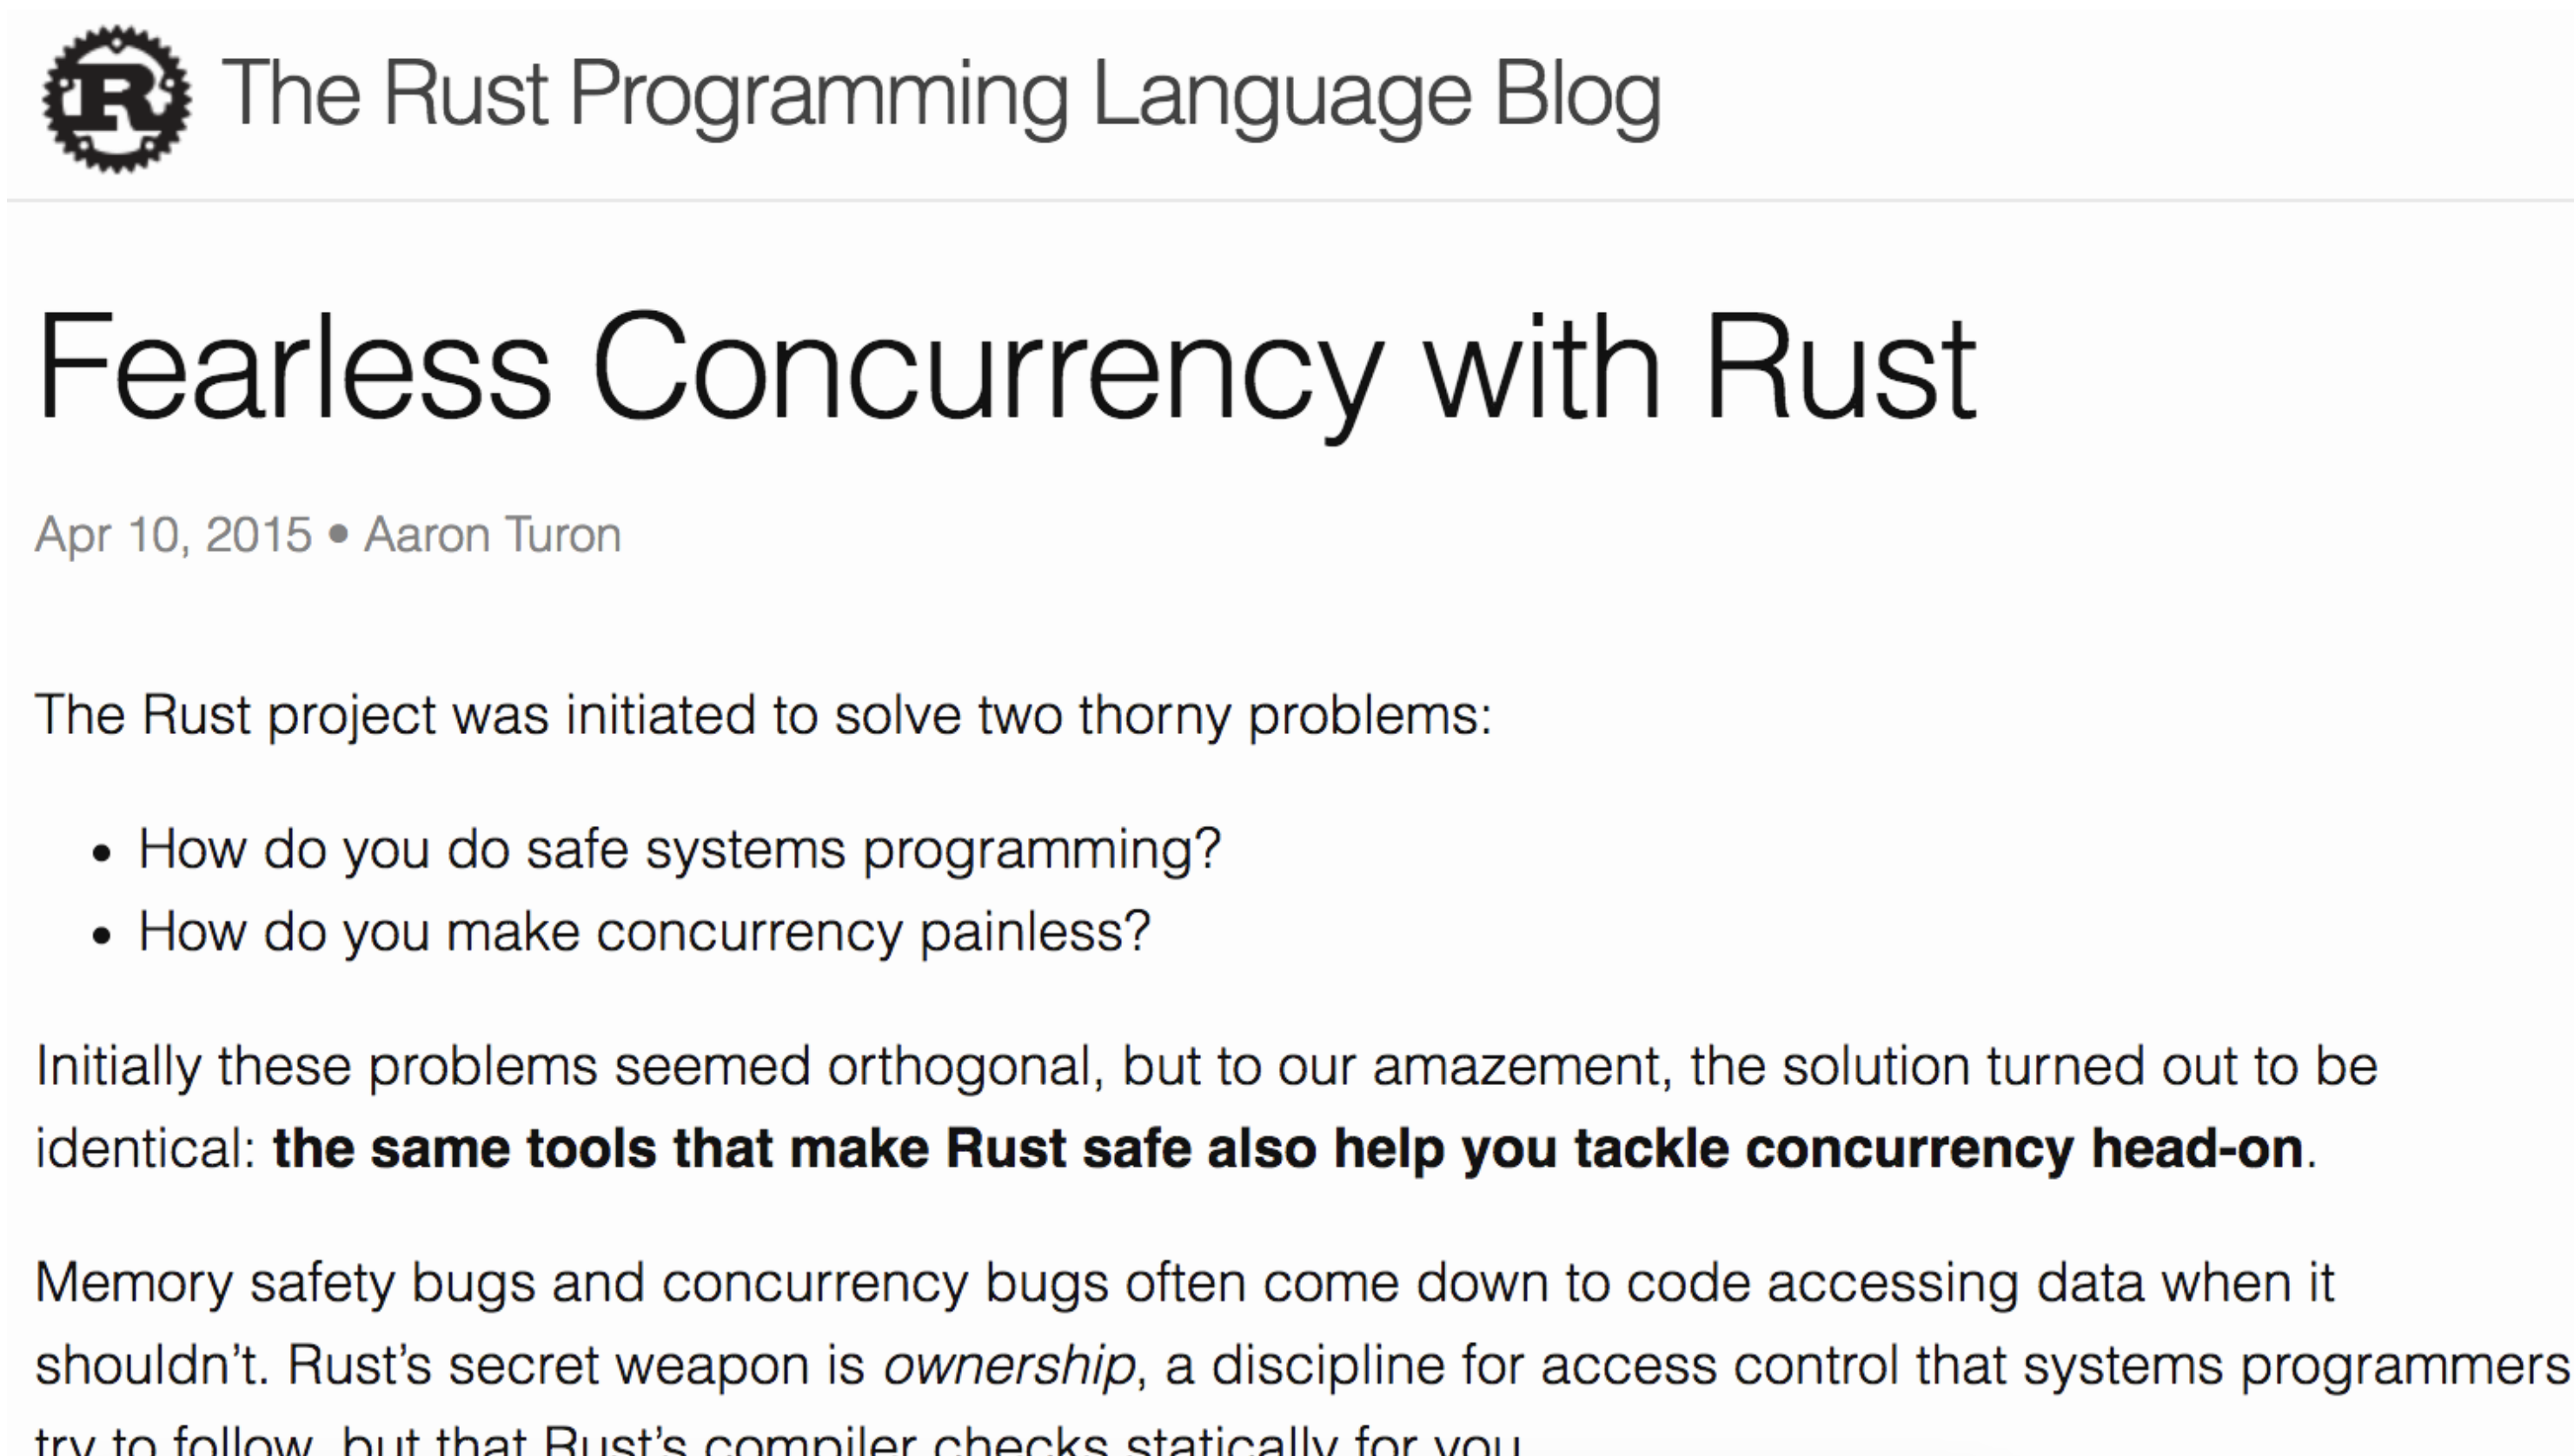 R
The Rust Programming Language Blog
Fearless Concurrency with Rust
Apr 10, 2015 • Aaron Turon
The Rust project was initiated to solve two thorny problems:
• How do you do safe systems programming?
• How do you make concurrency painless?
Initially these problems seemed orthogonal, but to our amazement, the solution turned out to be
identical: the same tools that make Rust safe also help you tackle concurrency head-on.
Memory safety bugs and concurrency bugs often come down to code accessing data when it
shouldn’t. Rust’s secret weapon is ownership, a discipline for access control that systems programmers
try to follow, but that Rust’s compiler checks statically for you.